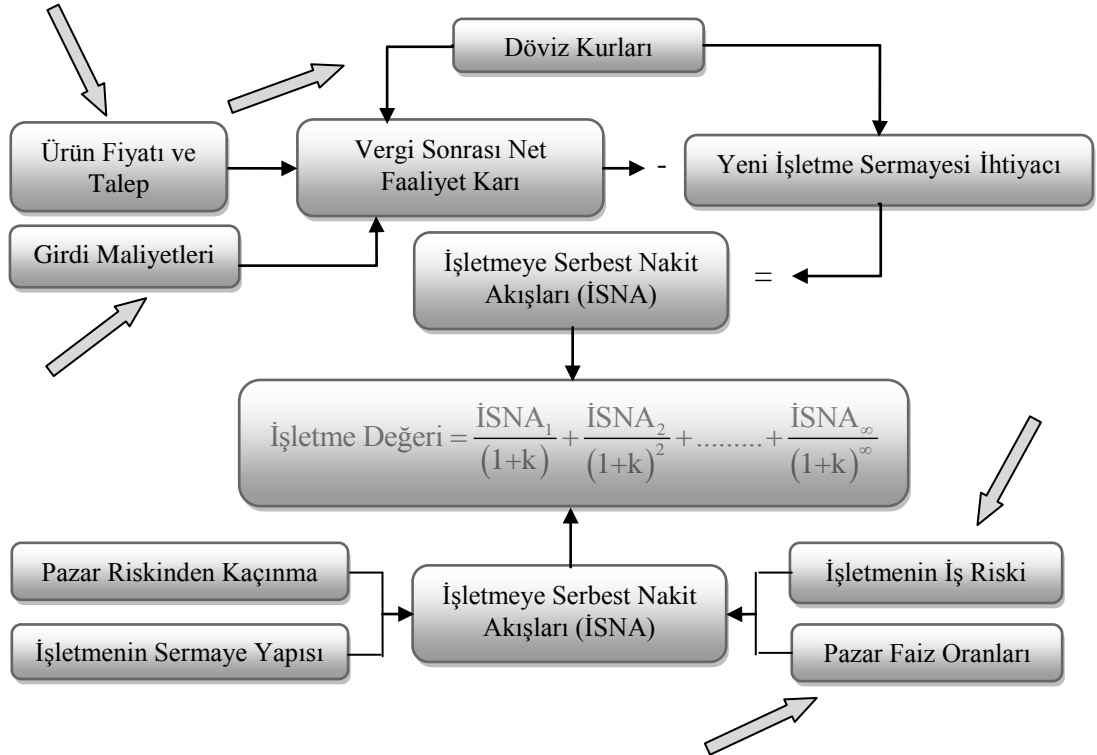 Döviz Kurları
Ürün Fiyatı ve
Talep
Vergi Sonrası Net
Faaliyet Karı
-
Yeni İşletme Sermayesi İhtiyacı
Girdi Maliyetleri
İşletmeye Serbest Nakit
Akışları (İSNA)
=
İşletme Değeri = İSNA₁/(1+k) + İSNA₂/(1+k)² + ......... + İSNA∞/(1+k)^∞
Pazar Riskinden Kaçınma
İşletmenin Sermaye Yapısı
İşletmeye Serbest Nakit
Akışları (İSNA)
İşletmenin İş Riski
Pazar Faiz Oranları